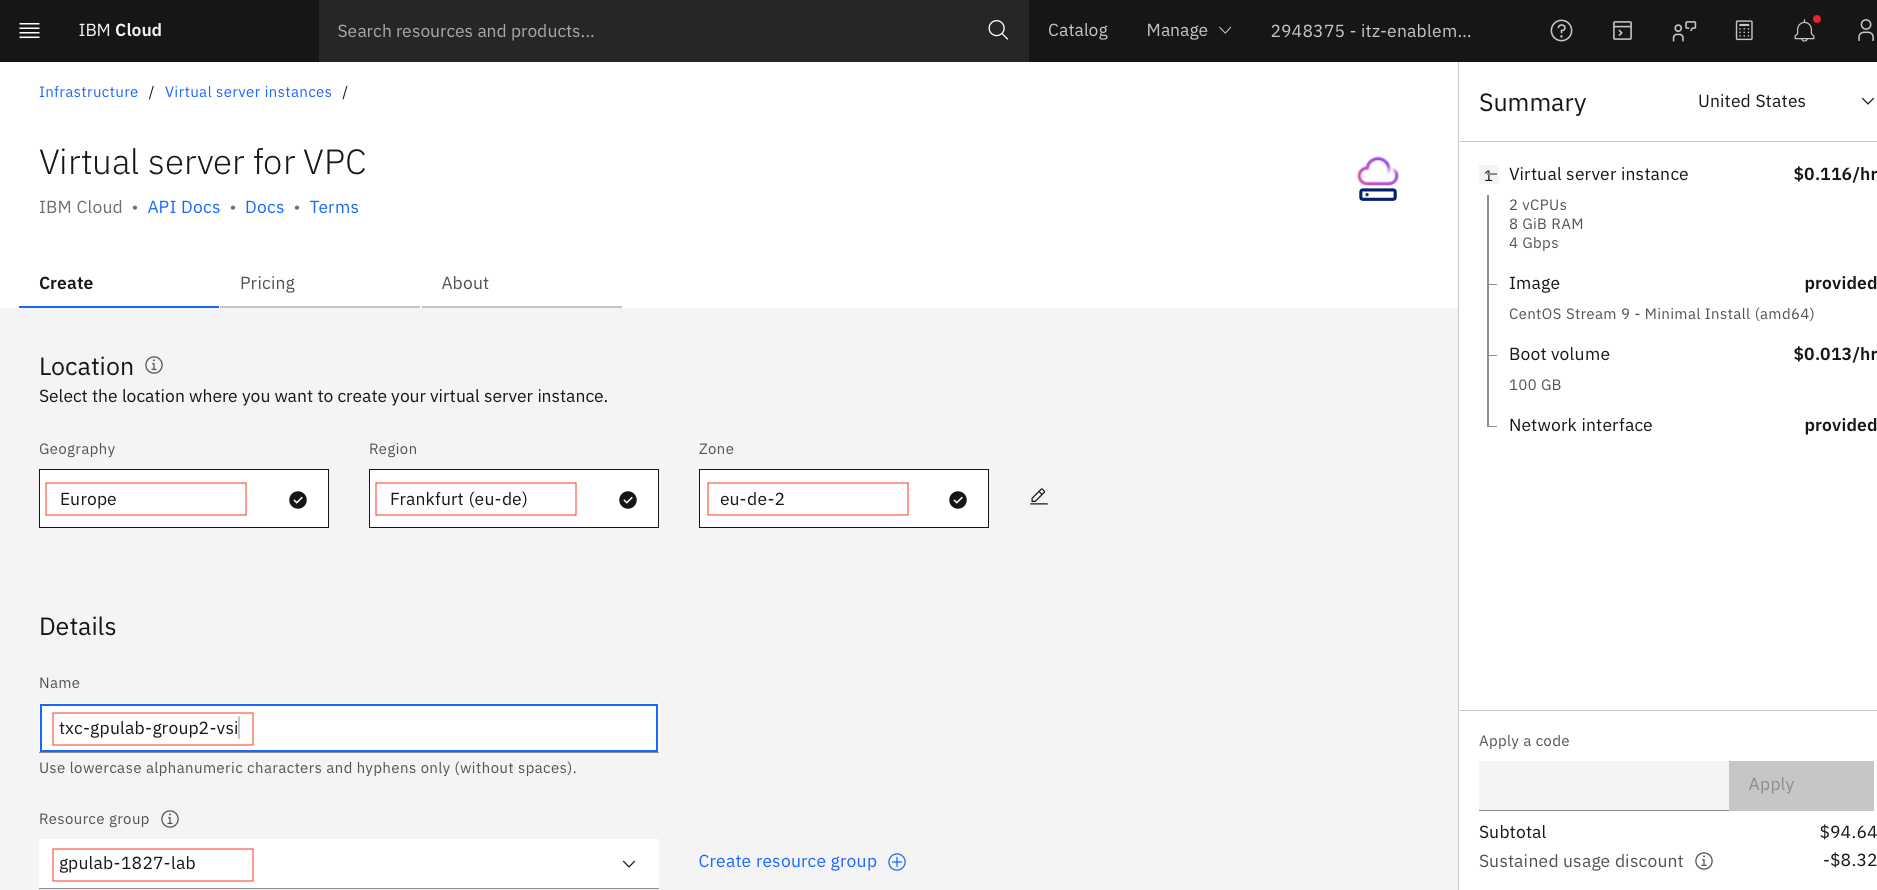 IBM Cloud
Search resources and products...
Catalog
Manage
2948375 - itz-enablem...
Infrastructure / Virtual server instances /
Virtual server for VPC
IBM Cloud • API Docs • Docs • Terms
Create
Pricing
About
Location
Select the location where you want to create your virtual server instance.
Geography
Region
Zone
Europe
Frankfurt (eu-de)
eu-de-2
Details
Name
txc-gpulab-group2-vsi
Use lowercase alphanumeric characters and hyphens only (without spaces).
Resource group
gpulab-1827-lab
Create resource group
Summary
United States
1 Virtual server instance $0.116/hr
2 vCPUs
8 GiB RAM
4 Gbps
Image provided
CentOS Stream 9 - Minimal Install (amd64)
Boot volume $0.013/hr
100 GB
Network interface provided
Apply a code
Apply
Subtotal $94.64
Sustained usage discount -$8.32